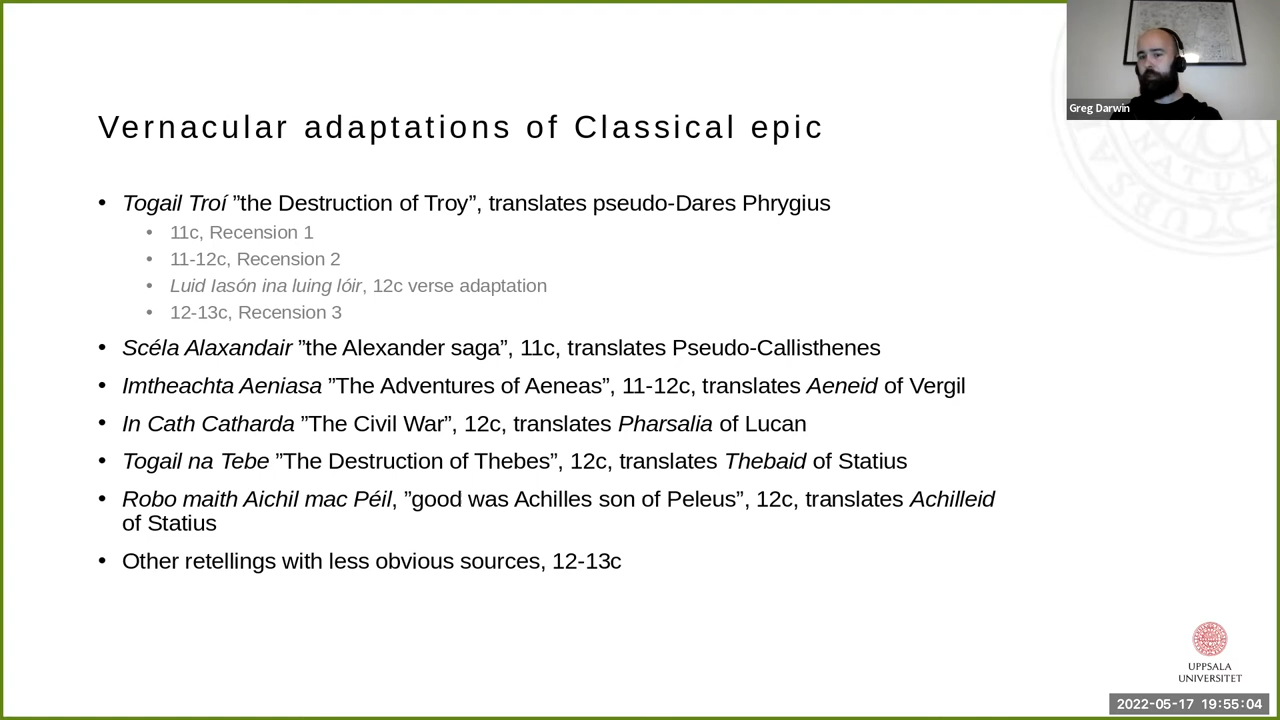 Greg Darwin
Vernacular adaptations of Classical epic
• Togail Troí ”the Destruction of Troy”, translates pseudo-Dares Phrygius
• 11c, Recension 1
• 11-12c, Recension 2
• Luid Iasón ina luing lóir, 12c verse adaptation
• 12-13c, Recension 3
• Scéla Alaxandair ”the Alexander saga”, 11c, translates Pseudo-Callisthenes
• Imtheachta Aeniasa ”The Adventures of Aeneas”, 11-12c, translates Aeneid of Vergil
• In Cath Catharda ”The Civil War”, 12c, translates Pharsalia of Lucan
• Togail na Tebe ”The Destruction of Thebes”, 12c, translates Thebaid of Statius
• Robo maith Aichil mac Péil, ”good was Achilles son of Peleus”, 12c, translates Achilleid
of Statius
• Other retellings with less obvious sources, 12-13c
UPPSALA
UNIVERSITET
2022-05-17 19:55:04